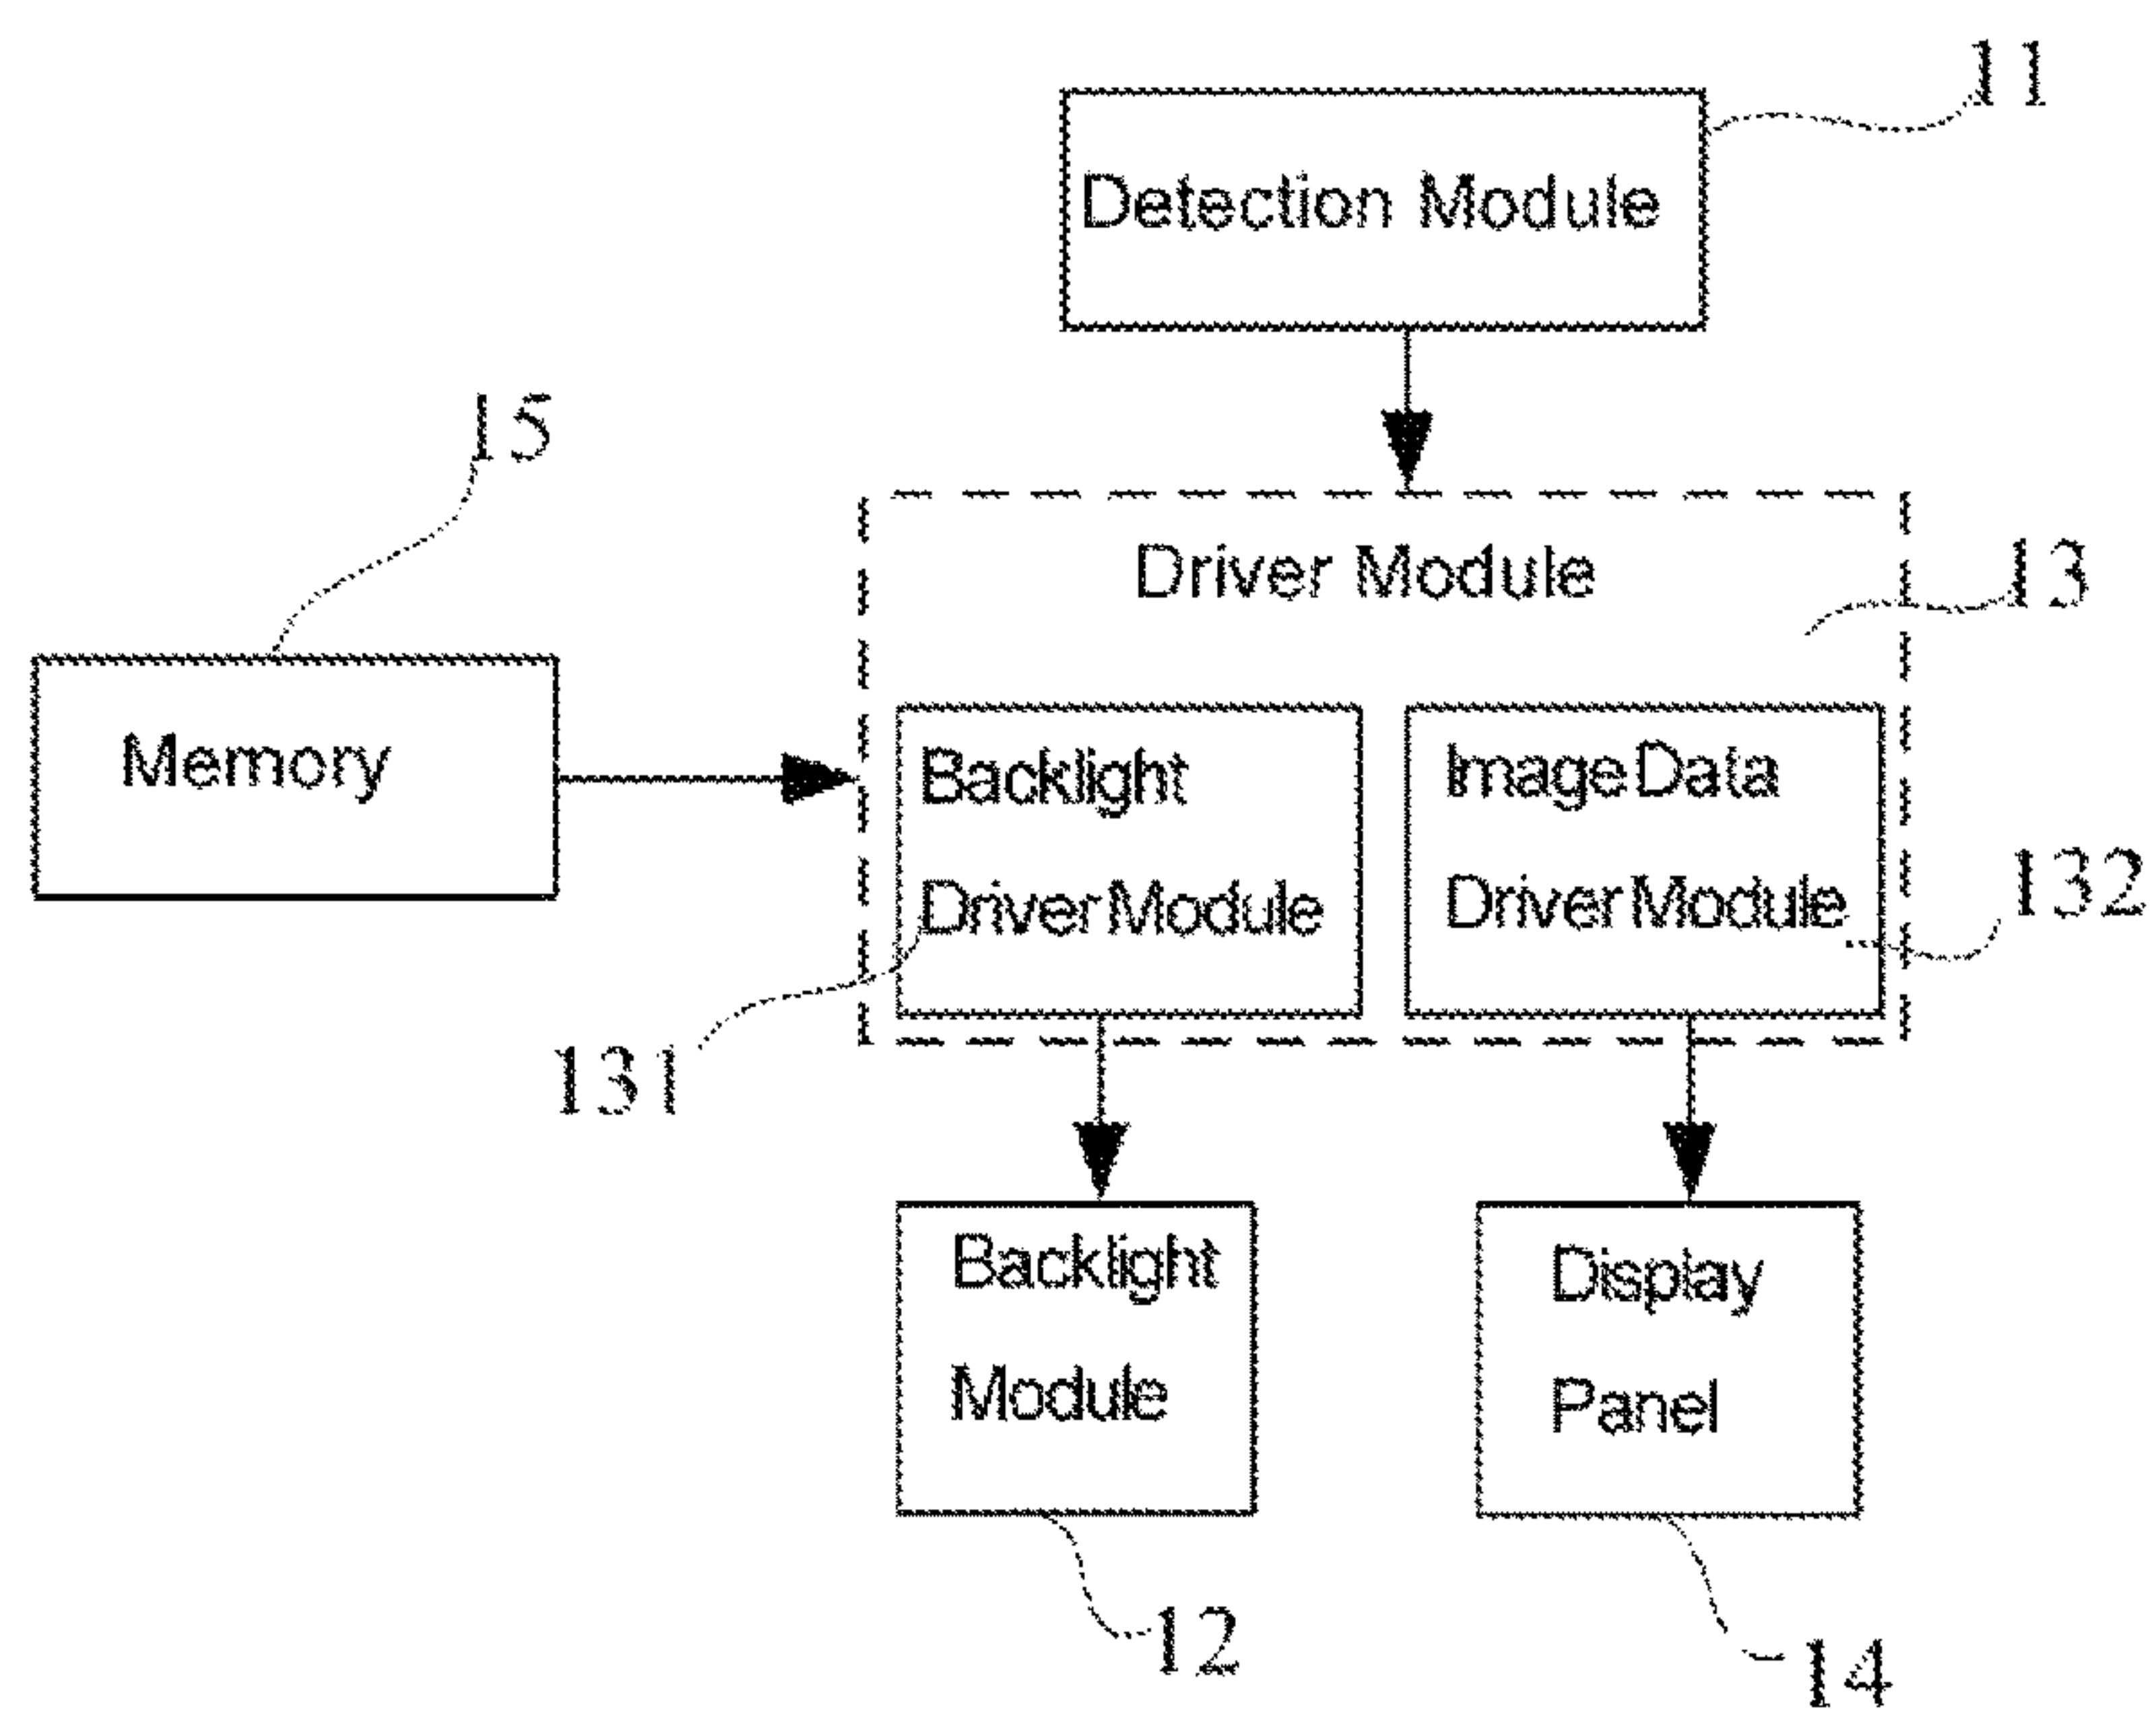 11
Detection Module
15
Driver Module
13
Memory
Backlight
Driver Module
Image Data
Driver Module
132
131
Backlight
Module
Display
Panel
12
14